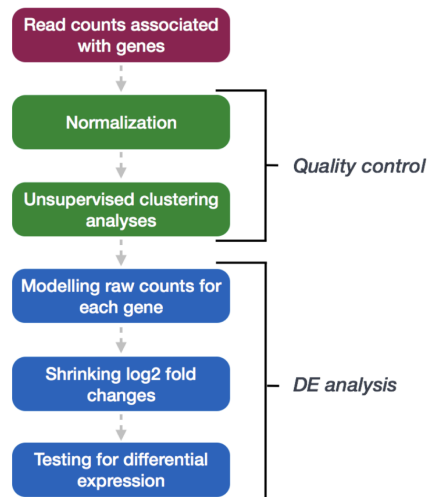 Read counts associated
with genes
Normalization
Quality control
Unsupervised clustering
analyses
Modelling raw counts for
each gene
Shrinking log2 fold
changes
DE analysis
Testing for differential
expression